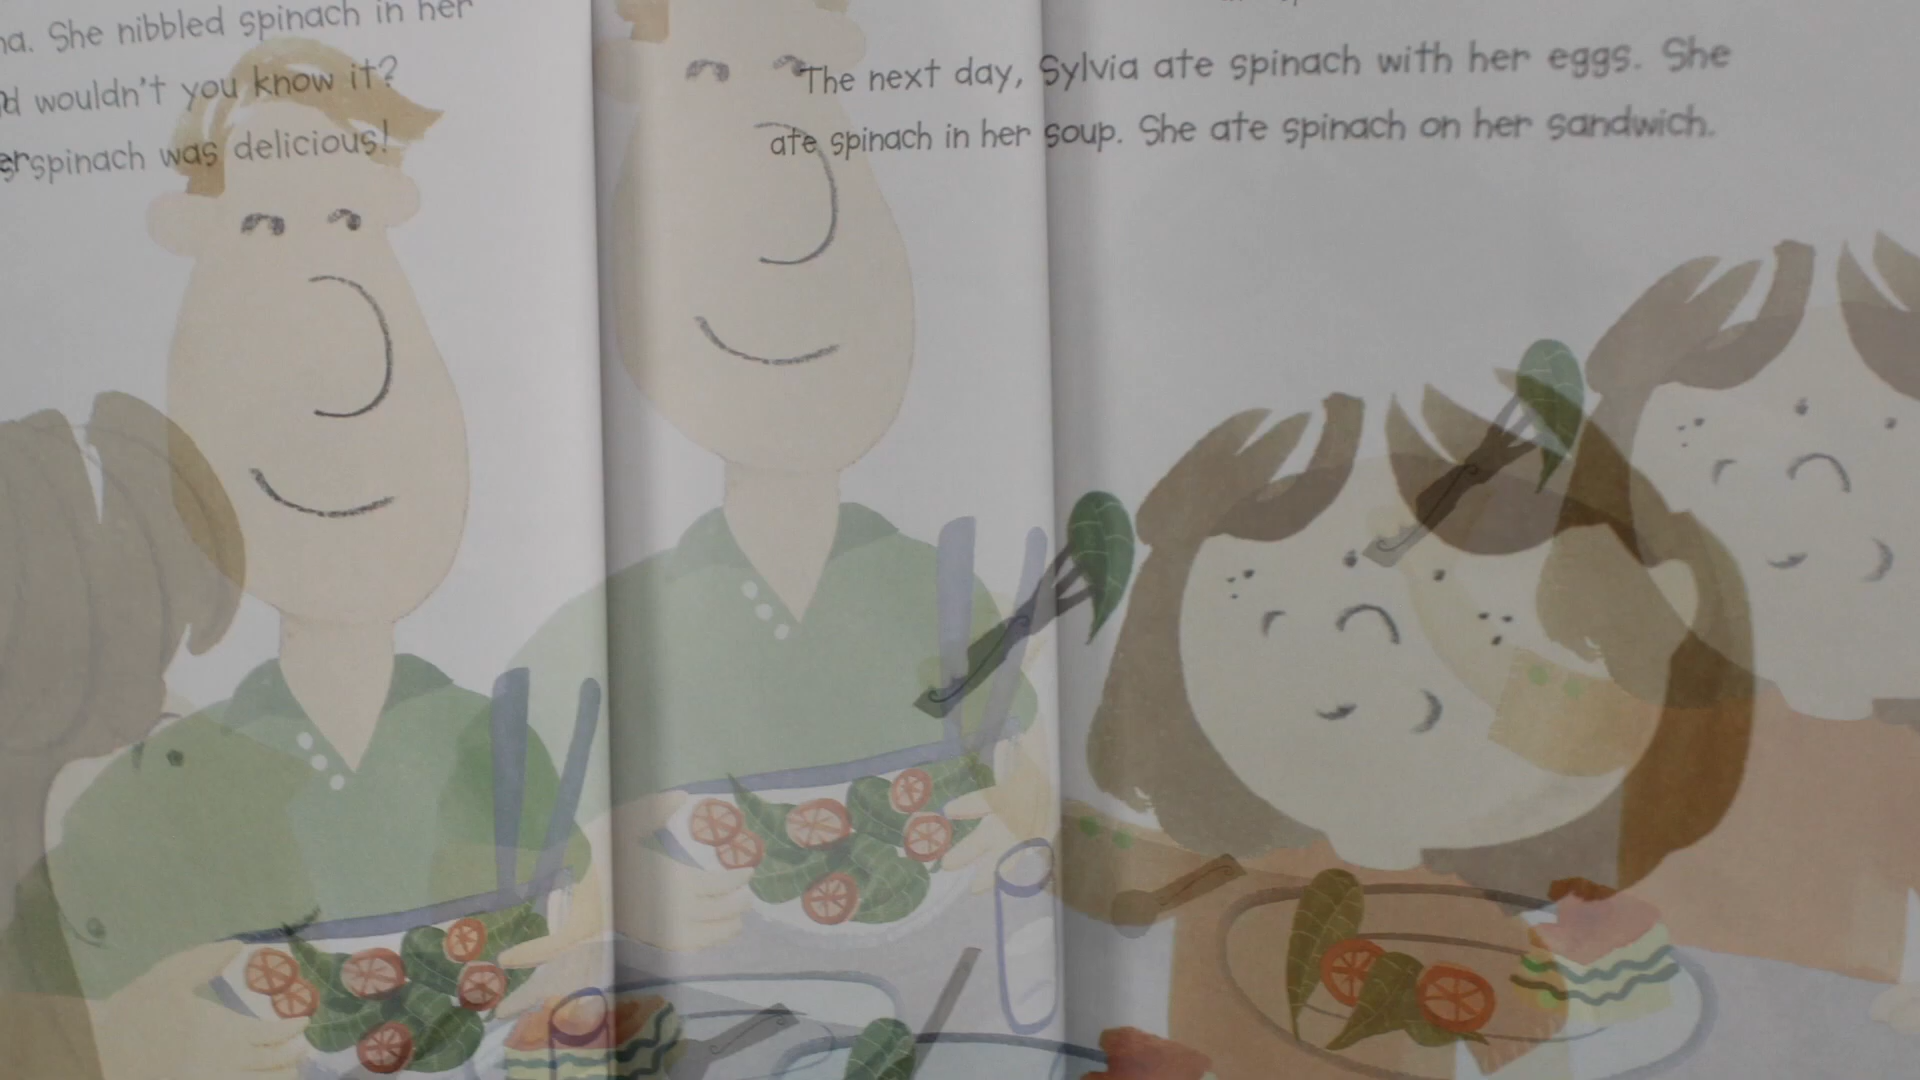 She nibbled spinach in her
wouldn't you know it?
spinach was delicious!
The next day, Sylvia ate spinach with her eggs. She
ate spinach in her soup. She ate spinach on her sandwich.